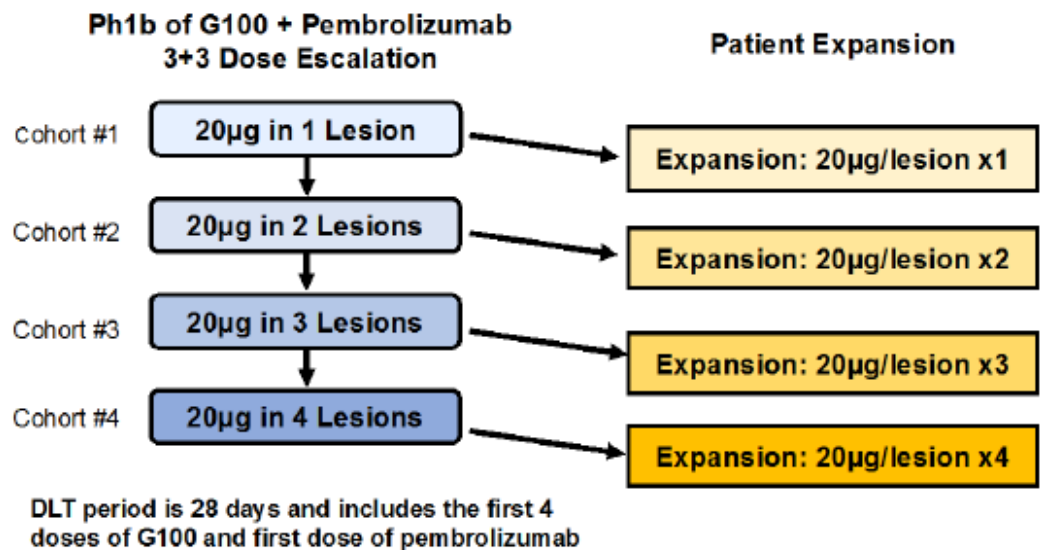 Ph1b of G100 + Pembrolizumab
3+3 Dose Escalation
Patient Expansion
Cohort #1
20µg in 1 Lesion
Expansion: 20µg/lesion x1
Cohort #2
20µg in 2 Lesions
Expansion: 20µg/lesion x2
Cohort #3
20µg in 3 Lesions
Expansion: 20µg/lesion x3
Cohort #4
20µg in 4 Lesions
Expansion: 20µg/lesion x4
DLT period is 28 days and includes the first 4
doses of G100 and first dose of pembrolizumab